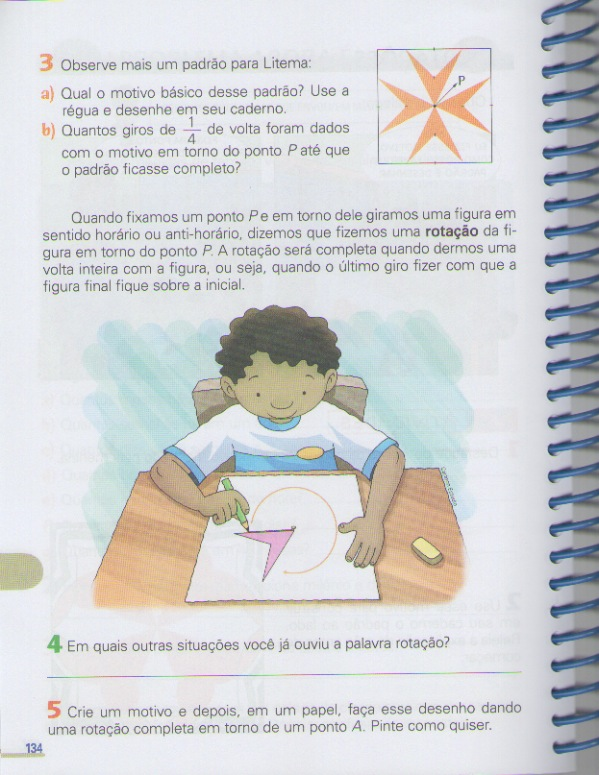 3 Observe mais um padrão para Litema:
a) Qual o motivo básico desse padrão? Use a
régua e desenhe em seu caderno.
b) Quantos giros de 1/4 de volta foram dados
com o motivo em torno do ponto P até que
o padrão ficasse completo?
P
Quando fixamos um ponto P e em torno dele giramos uma figura em
sentido horário ou anti-horário, dizemos que fizemos uma rotação da fi-
gura em torno do ponto P. A rotação será completa quando dermos uma
volta inteira com a figura, ou seja, quando o último giro fizer com que a
figura final fique sobre a inicial.
4 Em quais outras situações você já ouviu a palavra rotação?
5 Crie um motivo e depois, em um papel, faça esse desenho dando
uma rotação completa em torno de um ponto A. Pinte como quiser.
134